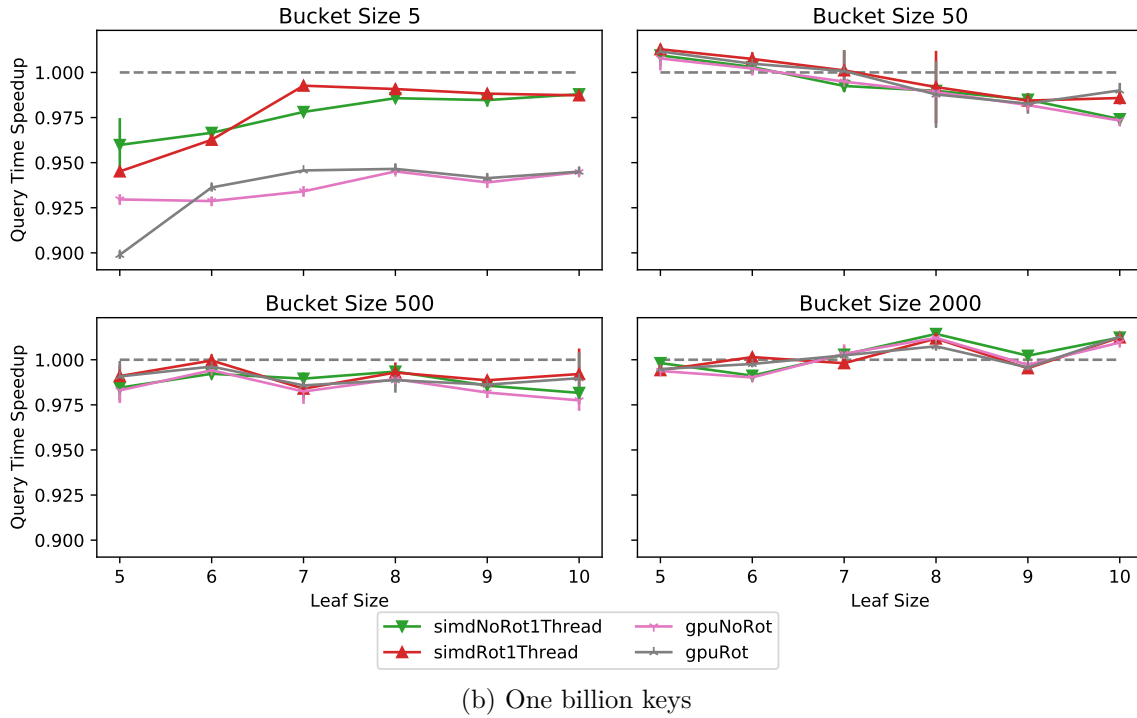 Bucket Size 5
Bucket Size 50
Query Time Speedup
1.000
0.975
0.950
0.925
0.900
Bucket Size 500
Bucket Size 2000
Query Time Speedup
1.000
0.975
0.950
0.925
0.900
5 6 7 8 9 10
5 6 7 8 9 10
Leaf Size
Leaf Size
simdNoRot1Thread
gpuNoRot
simdRot1Thread
gpuRot
(b) One billion keys